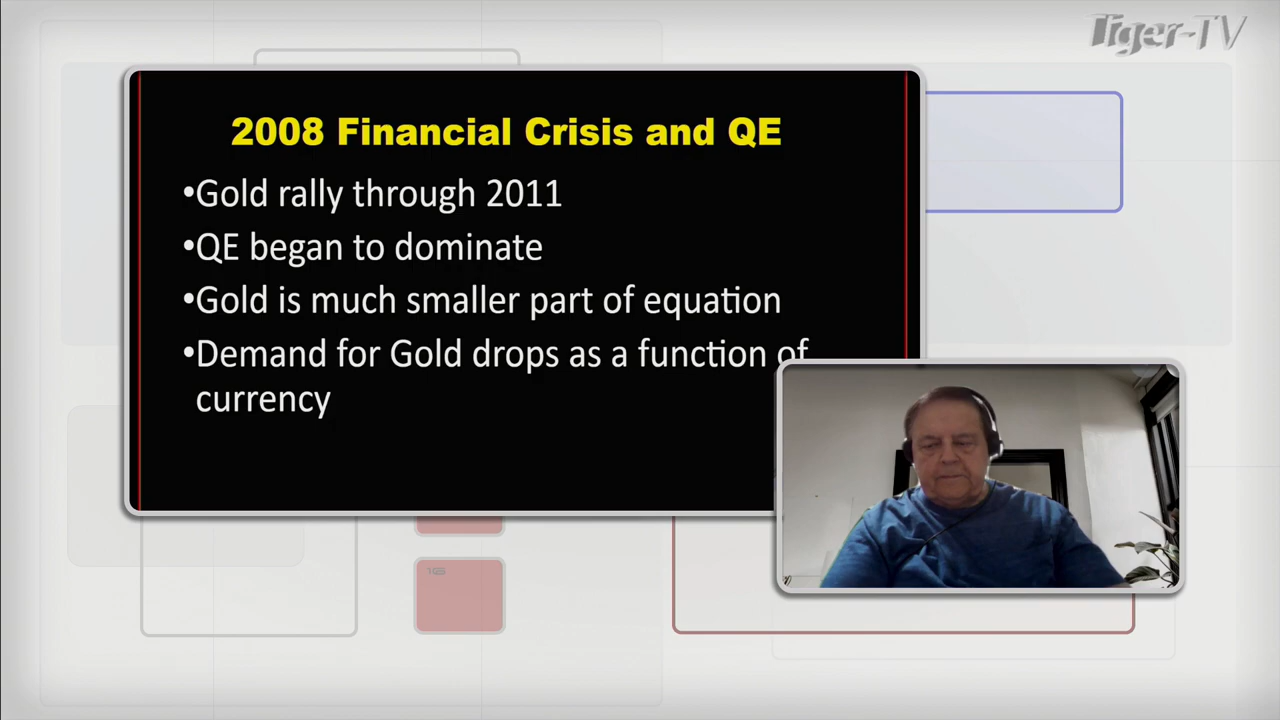 Tiger-TV
2008 Financial Crisis and QE
•Gold rally through 2011
•QE began to dominate
•Gold is much smaller part of equation
•Demand for Gold drops as a function of
currency